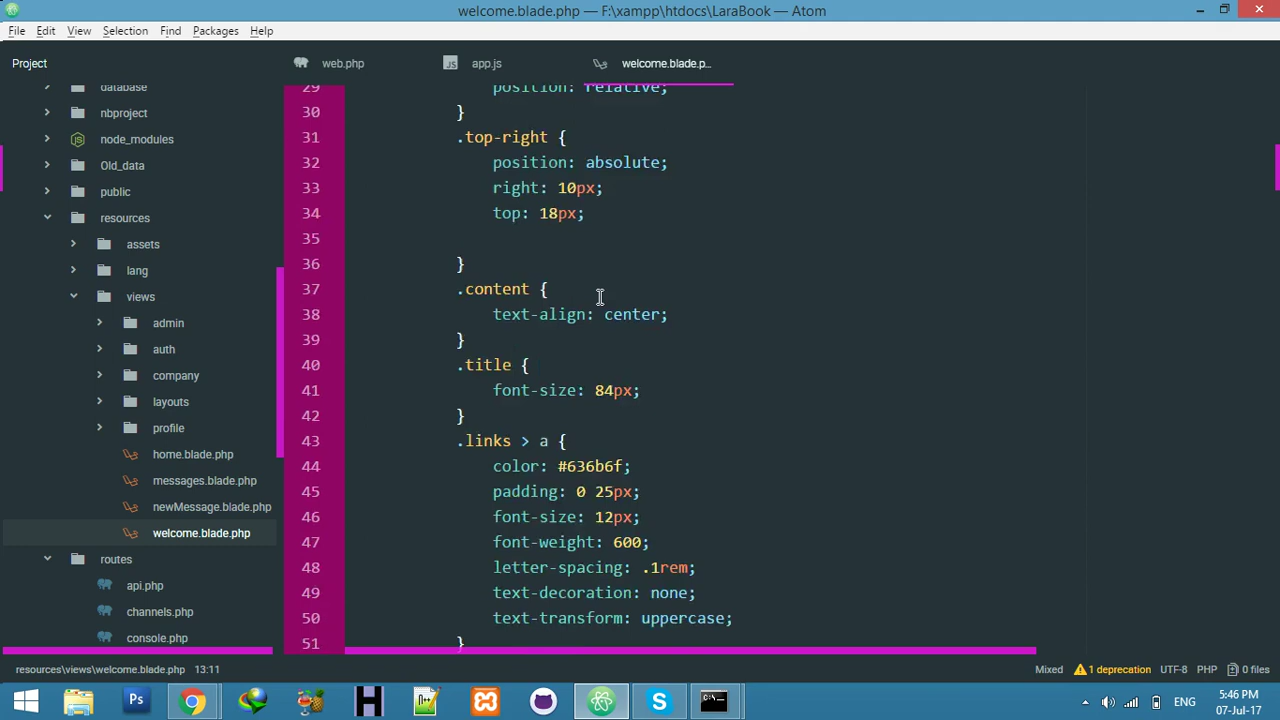 welcome.blade.php — F:\xampp\htdocs\LaraBook — Atom
File Edit View Selection Find Packages Help
Project
web.php
JS app.js
welcome.blade.p...
database
nbproject
node_modules
Old_data
public
resources
assets
lang
views
admin
auth
company
layouts
profile
home.blade.php
messages.blade.php
newMessage.blade.php
welcome.blade.php
routes
api.php
channels.php
console.php
29 position: relative;
30 }
31 .top-right {
32 position: absolute;
33 right: 10px;
34 top: 18px;
35
36 }
37 .content {
38 text-align: center;
39 }
40 .title {
41 font-size: 84px;
42 }
43 .links > a {
44 color: #636b6f;
45 padding: 0 25px;
46 font-size: 12px;
47 font-weight: 600;
48 letter-spacing: .1rem;
49 text-decoration: none;
50 text-transform: uppercase;
51 }
resources\views\welcome.blade.php 13:11
Mixed 1 deprecation UTF-8 PHP 0 files
Ps
H
S
ENG
5:46 PM
07-Jul-17